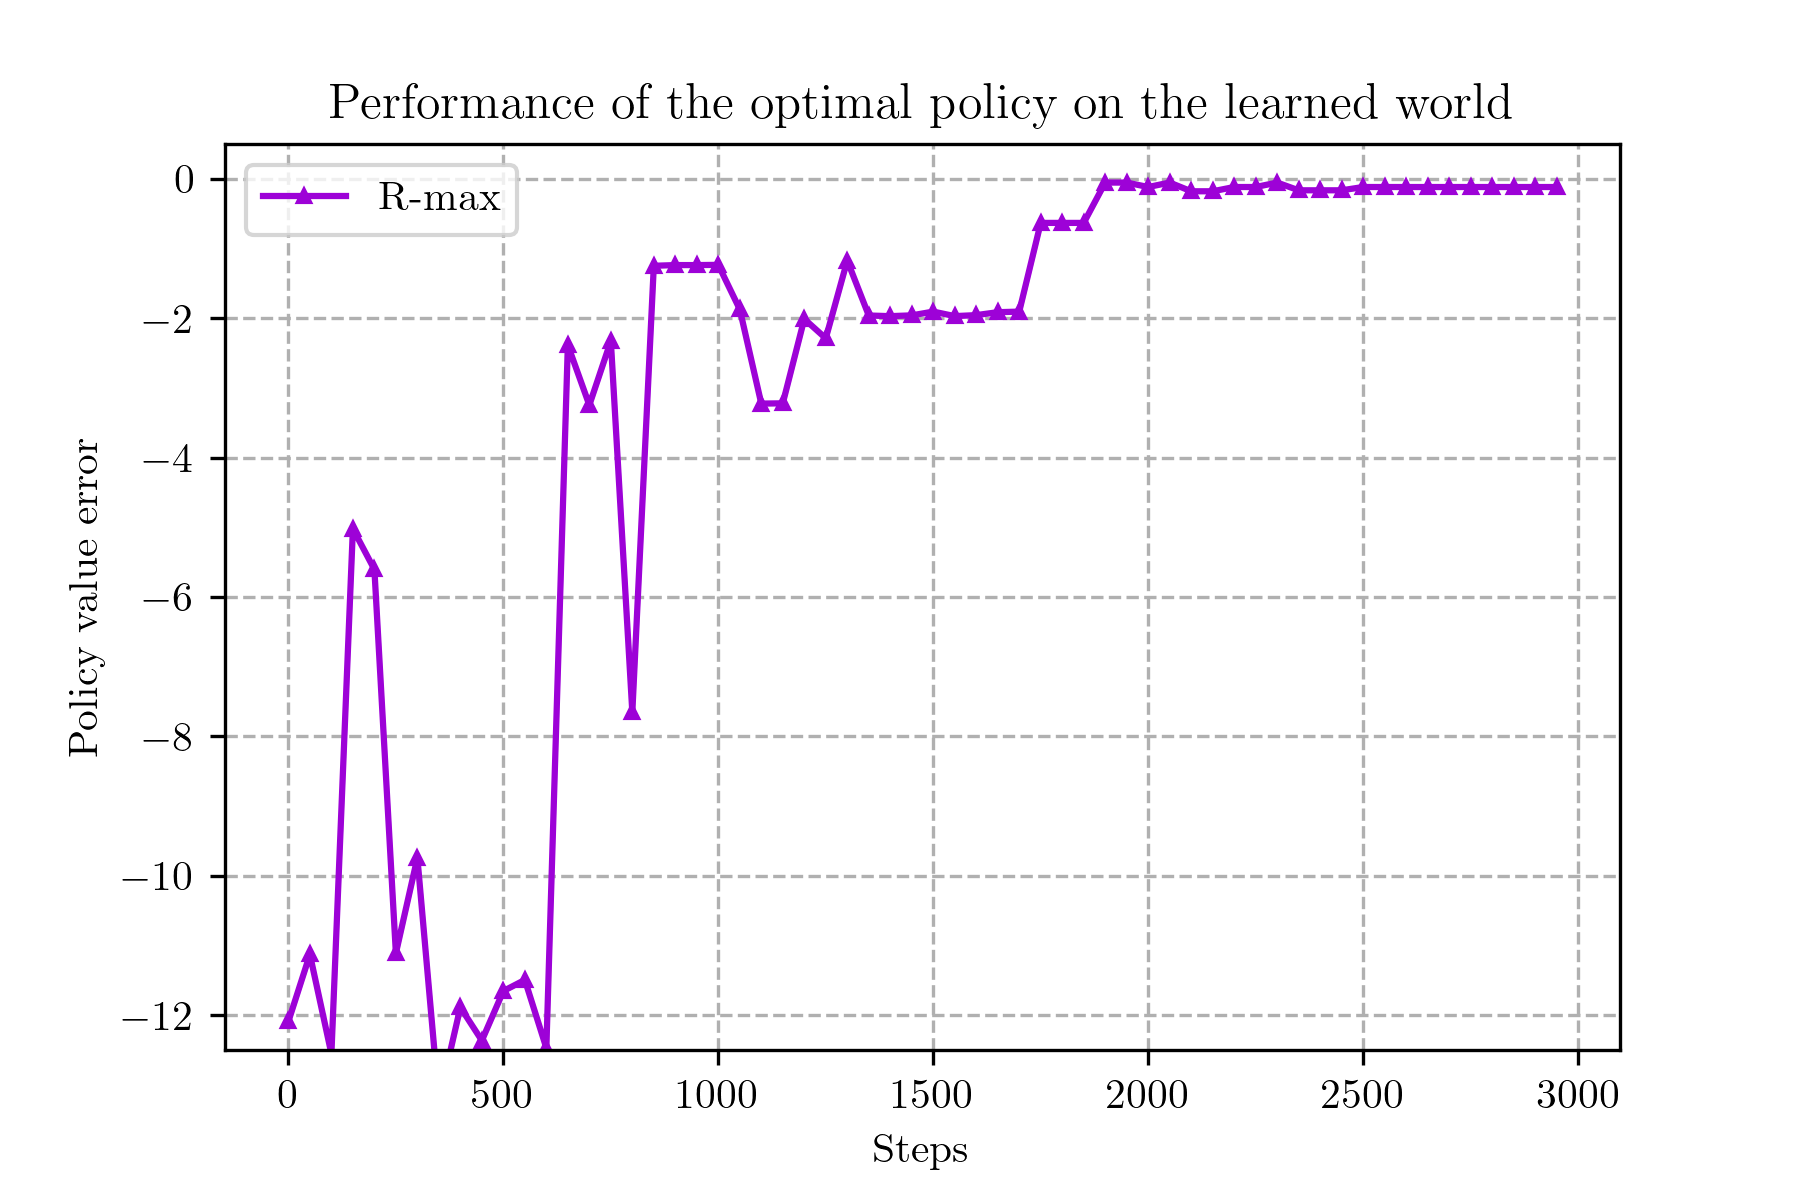 Performance of the optimal policy on the learned world
R-max
0
−2
−4
−6
−8
−10
−12
Policy value error
0 500 1000 1500 2000 2500 3000
Steps